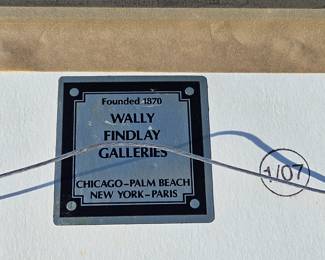 Founded 1870
WALLY
FINDLAY
GALLERIES
CHICAGO-PALM BEACH
NEW YORK-PARIS
1/07